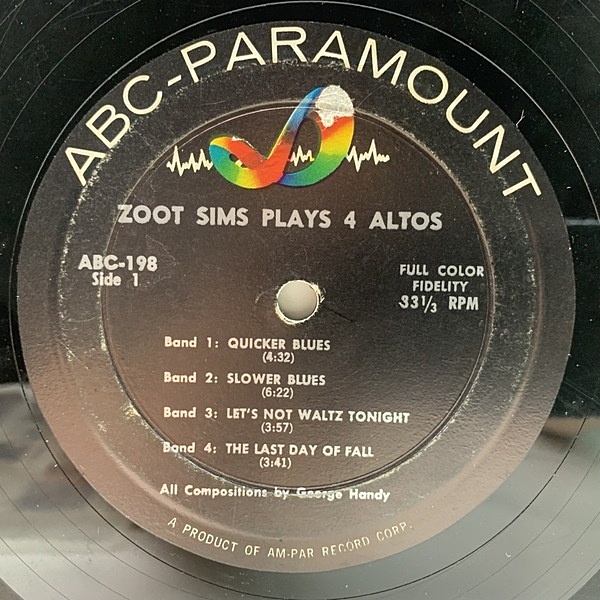 ABC-PARAMOUNT
ZOOT SIMS PLAYS 4 ALTOS
ABC-198
Side 1
FULL COLOR
FIDELITY
33 1/3 RPM
Band 1: QUICKER BLUES
(4:32)
Band 2: SLOWER BLUES
(6:22)
Band 3: LET'S NOT WALTZ TONIGHT
(3:57)
Band 4: THE LAST DAY OF FALL
(3:41)
All Compositions by George Handy
A PRODUCT OF AM-PAR RECORD CORP.